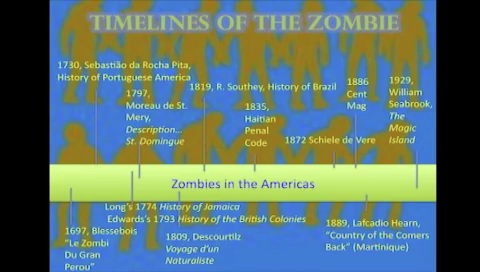 TIMELINES OF THE ZOMBIE
1730, Sebastião da Rocha Pita,
History of Portuguese America
1797,
Moreau de St.
Mery,
Description...
St. Domingue
1819, R. Southey, History of Brazil
1835,
Haitian
Penal
Code
1886
Cent
Mag
1872 Schiele de Vere
1929,
William
Seabrook,
The
Magic
Island
Zombies in the Americas
Long's 1774 History of Jamaica
Edwards's 1793 History of the British Colonies
1697, Blessebois
"Le Zombi
Du Gran
Perou"
1809, Descourtilz
Voyage d'un
Naturaliste
1889, Lafcadio Hearn,
"Country of the Comers
Back" (Martinique)